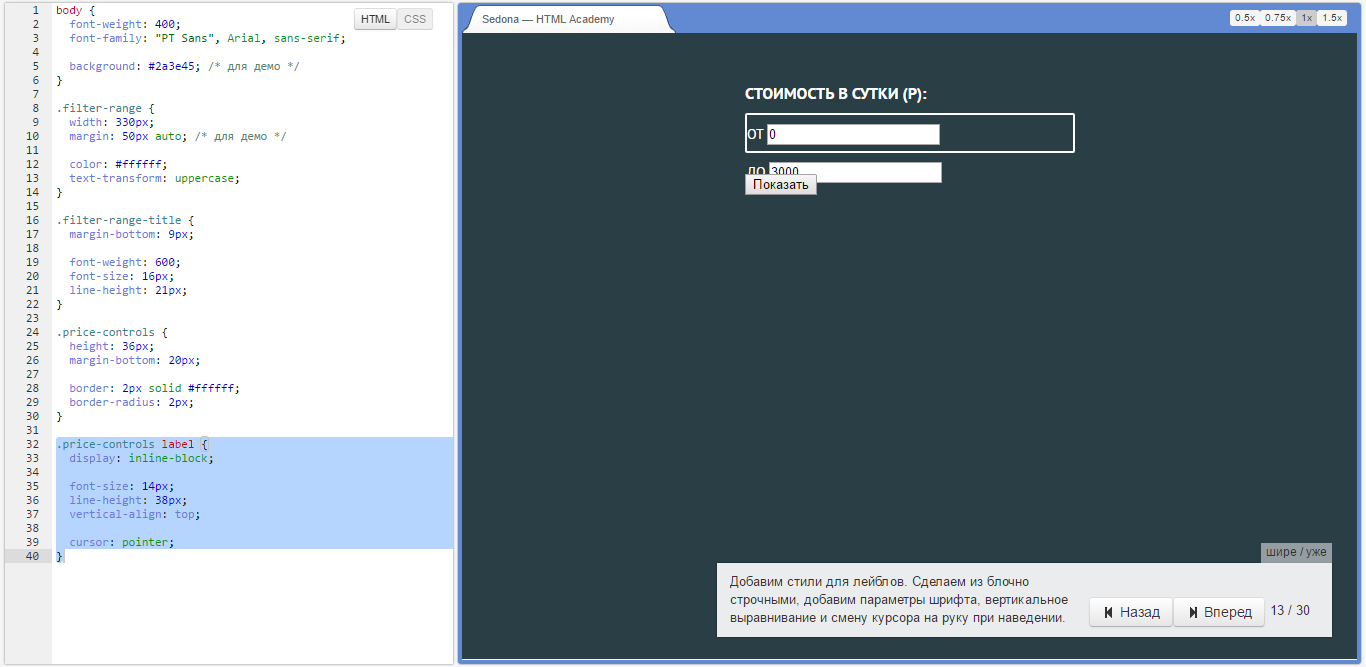 HTML CSS
1 body {
2 font-weight: 400;
3 font-family: "PT Sans", Arial, sans-serif;
4
5 background: #2a3e45; /* для демо */
6 }
7
8 .filter-range {
9 width: 330px;
10 margin: 50px auto; /* для демо */
11
12 color: #ffffff;
13 text-transform: uppercase;
14 }
15
16 .filter-range-title {
17 margin-bottom: 9px;
18
19 font-weight: 600;
20 font-size: 16px;
21 line-height: 21px;
22 }
23
24 .price-controls {
25 height: 36px;
26 margin-bottom: 20px;
27
28 border: 2px solid #ffffff;
29 border-radius: 2px;
30 }
31
32 .price-controls label {
33 display: inline-block;
34
35 font-size: 14px;
36 line-height: 38px;
37 vertical-align: top;
38
39 cursor: pointer;
40 }
Sedona — HTML Academy
0.5x 0.75x 1x 1.5x
СТОИМОСТЬ В СУТКИ (Р):
ОТ 0
ДО 3000
Показать
шире / уже
Добавим стили для лейблов. Сделаем из блочно
строчными, добавим параметры шрифта, вертикальное
выравнивание и смену курсора на руку при наведении.
Назад Вперед 13 / 30